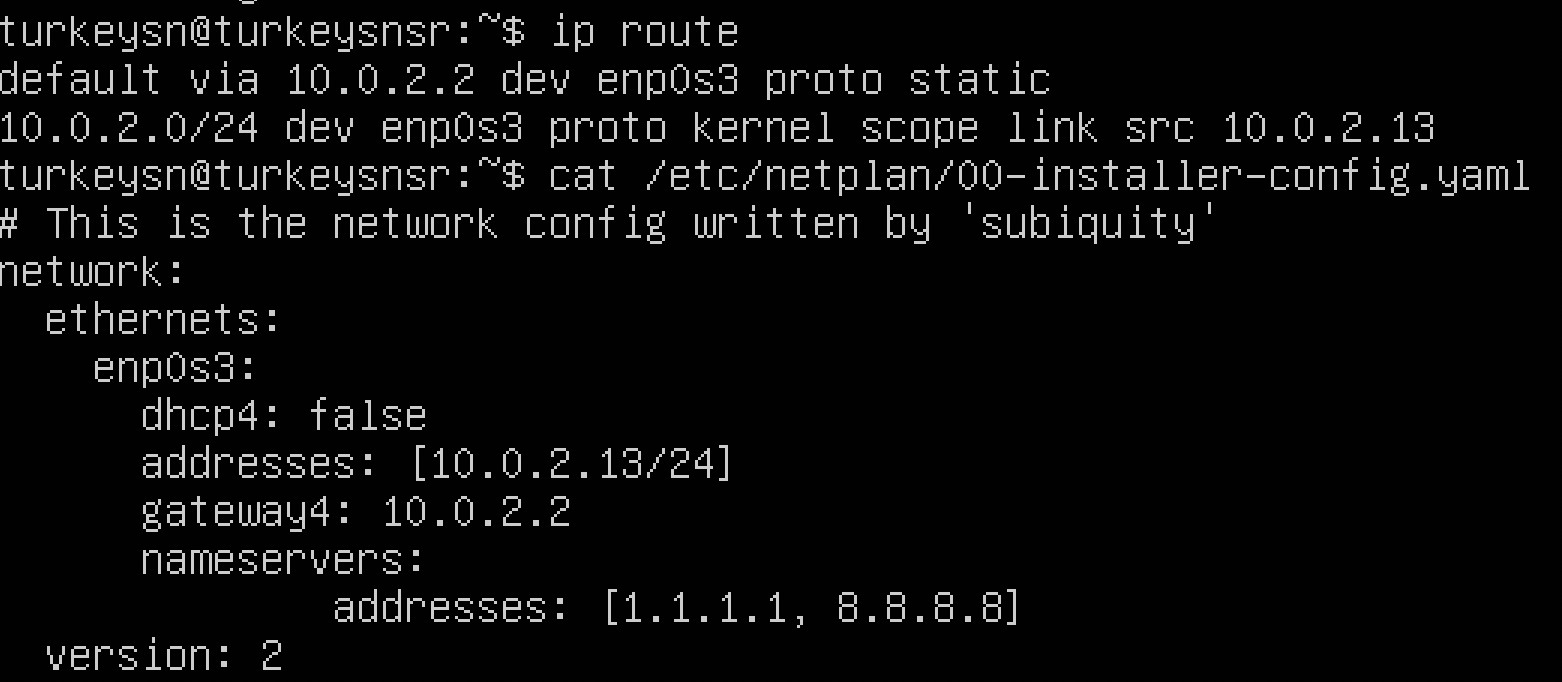 turkeysn@turkeysnsr:~$ ip route
default via 10.0.2.2 dev enp0s3 proto static
10.0.2.0/24 dev enp0s3 proto kernel scope link src 10.0.2.13
turkeysn@turkeysnsr:~$ cat /etc/netplan/00-installer-config.yaml
# This is the network config written by 'subiquity'
network:
  ethernets:
    enp0s3:
      dhcp4: false
      addresses: [10.0.2.13/24]
      gateway4: 10.0.2.2
      nameservers:
              addresses: [1.1.1.1, 8.8.8.8]
  version: 2